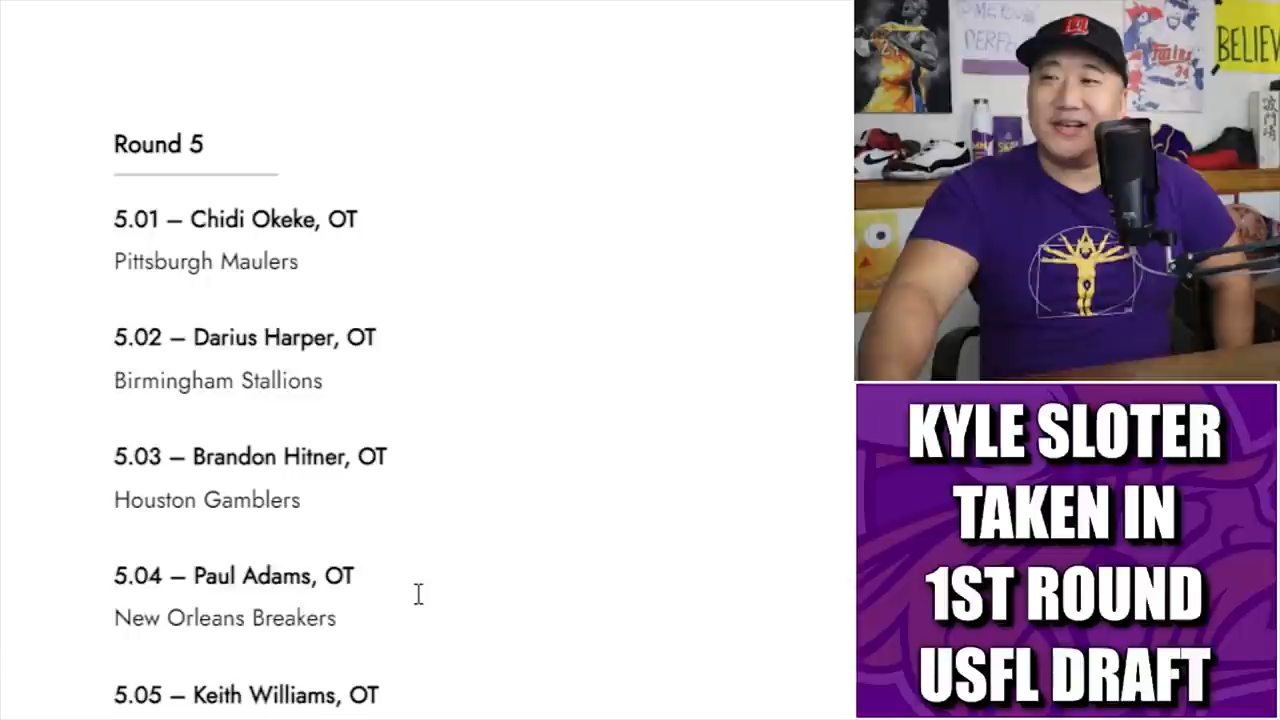 Round 5
5.01 – Chidi Okeke, OT
Pittsburgh Maulers
5.02 – Darius Harper, OT
Birmingham Stallions
5.03 – Brandon Hitner, OT
Houston Gamblers
5.04 – Paul Adams, OT
New Orleans Breakers
5.05 – Keith Williams, OT
BELIEV
KYLE SLOTER
TAKEN IN
1ST ROUND
USFL DRAFT